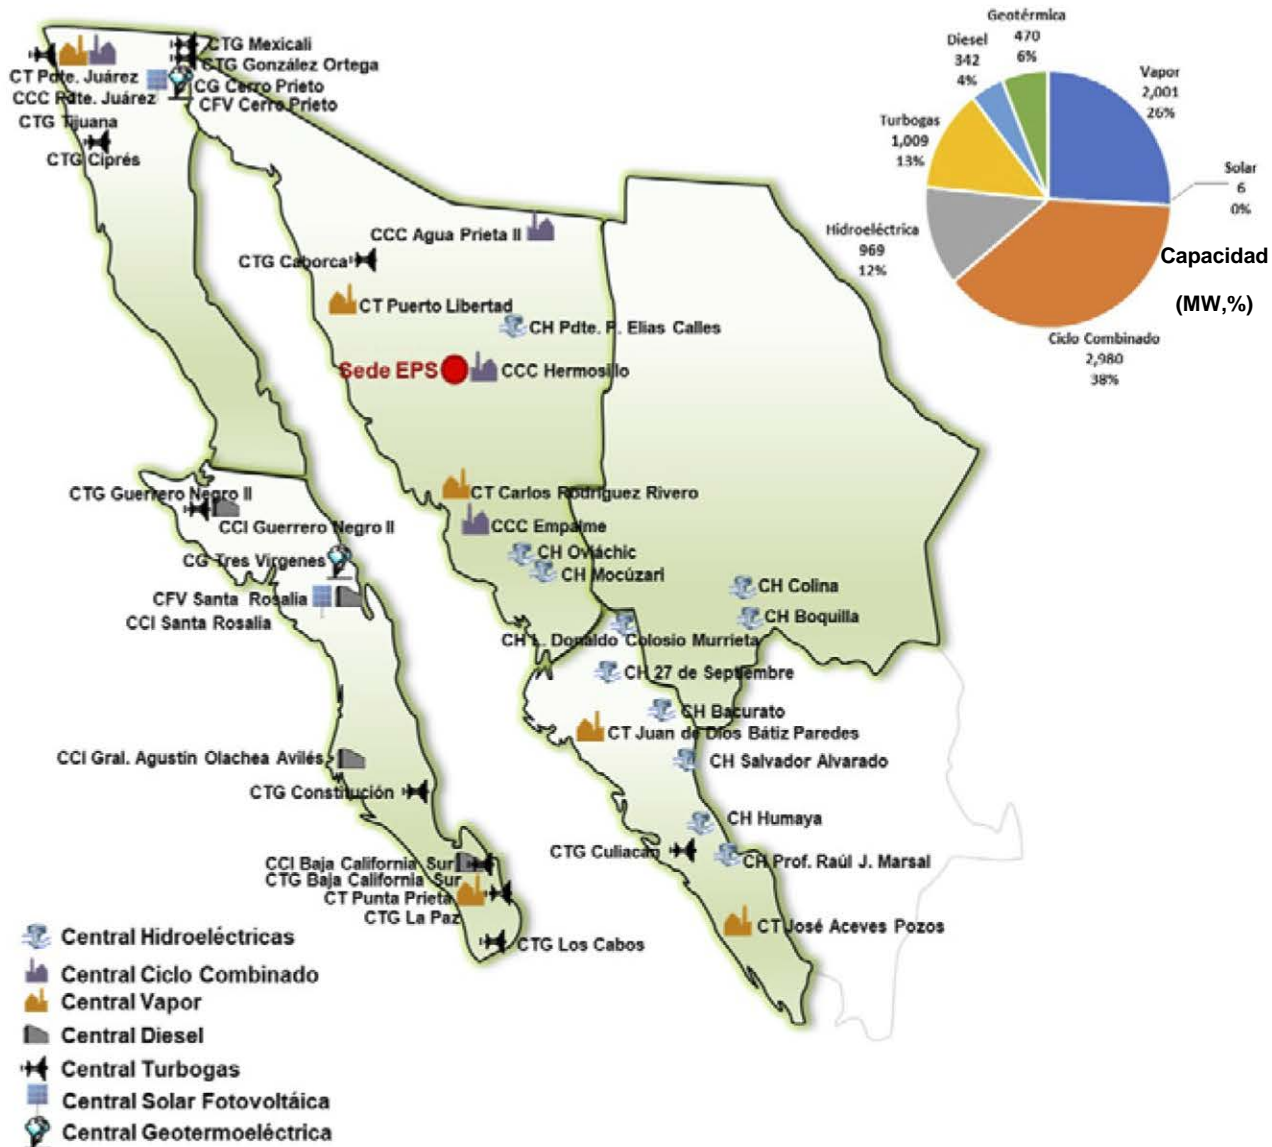 Geotérmica
470
6%
Diesel
342
4%
Vapor
2,001
26%
Turbogas
1,009
13%
Solar
6
0%
Hidroeléctrica
969
12%
Capacidad
(MW,%)
Ciclo Combinado
2,980
38%
CTG Mexicali
CTG González Ortega
CT Pdte. Juárez
CG Cerro Prieto
CCC Pdte. Juárez
CFV Cerro Prieto
CTG Tijuana
CTG Ciprés
CCC Agua Prieta II
CTG Caborca
CT Puerto Libertad
CH Pdte. P. Elias Calles
Sede EPS
CCC Hermosillo
CTG Guerrero Negro II
CT Carlos Rodríguez Rivero
CCI Guerrero Negro II
CCC Empalme
CH Oviáchic
CG Tres Virgenes
CH Mocúzari
CH Colina
CFV Santa Rosalia
CH Boquilla
CCI Santa Rosalia
CH L. Donaldo Colosio Murrieta
CH 27 de Septiembre
CH Bacurato
CT Juan de Dios Bátiz Paredes
CCI Gral. Agustín Olachea Avilés
CH Salvador Alvarado
CTG Constitución
CH Humaya
CTG Culiacán
CH Prof. Raúl J. Marsal
CCI Baja California Sur
CTG Baja California Sur
CT Punta Prieta
CTG La Paz
CT José Aceves Pozos
CTG Los Cabos
Central Hidroeléctricas
Central Ciclo Combinado
Central Vapor
Central Diesel
Central Turbogas
Central Solar Fotovoltáica
Central Geotermoeléctrica